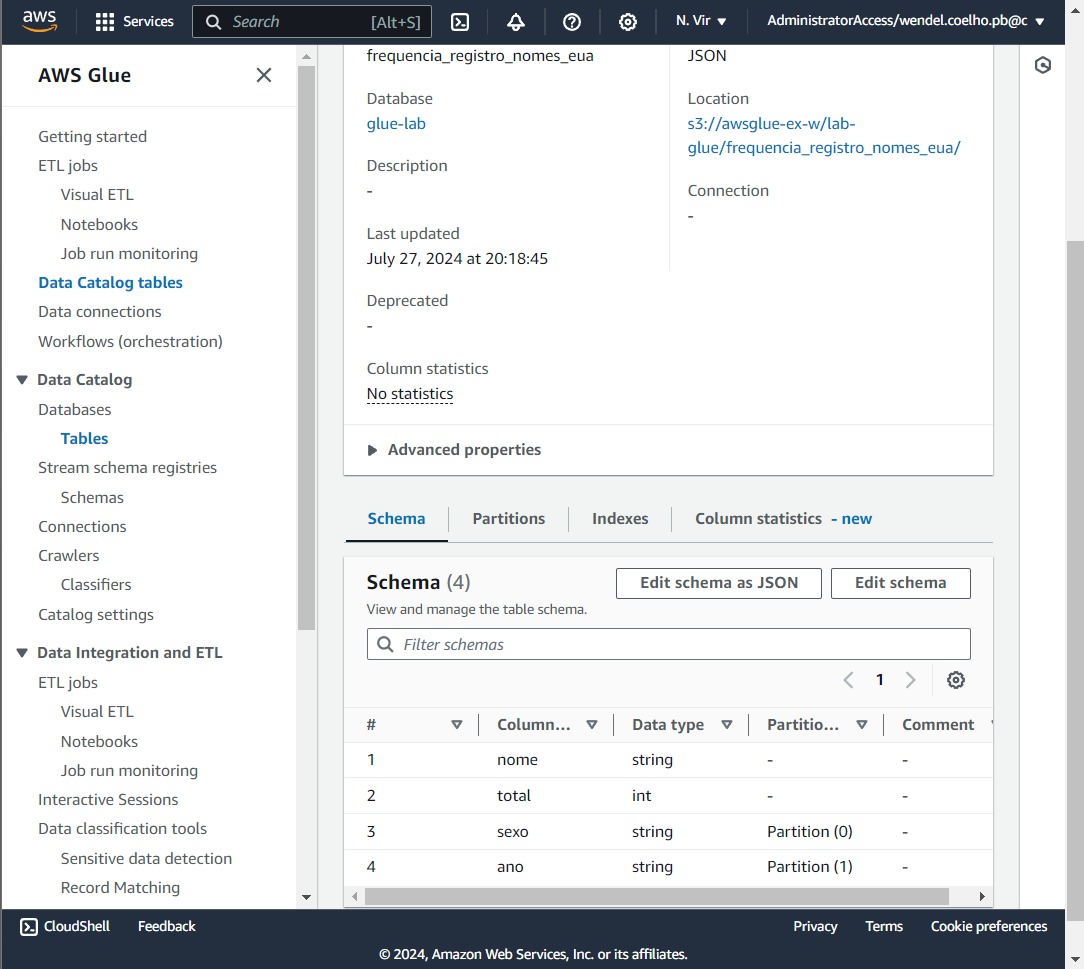 aws
Services
Search
[Alt+S]
N. Vir
AdministratorAccess/wendel.coelho.pb@c
AWS Glue
Getting started
ETL jobs
Visual ETL
Notebooks
Job run monitoring
Data Catalog tables
Data connections
Workflows (orchestration)
Data Catalog
Databases
Tables
Stream schema registries
Schemas
Connections
Crawlers
Classifiers
Catalog settings
Data Integration and ETL
ETL jobs
Visual ETL
Notebooks
Job run monitoring
Interactive Sessions
Data classification tools
Sensitive data detection
Record Matching
frequencia_registro_nomes_eua
Database
glue-lab
Description
-
Last updated
July 27, 2024 at 20:18:45
Deprecated
-
Column statistics
No statistics
JSON
Location
s3://awsglue-ex-w/lab-
glue/frequencia_registro_nomes_eua/
Connection
-
Advanced properties
Schema Partitions Indexes Column statistics - new
Schema (4)
View and manage the table schema.
Edit schema as JSON
Edit schema
Filter schemas
1
# Column... Data type Partitio... Comment
1 nome string - -
2 total int - -
3 sexo string Partition (0) -
4 ano string Partition (1) -
CloudShell Feedback Privacy Terms Cookie preferences
© 2024, Amazon Web Services, Inc. or its affiliates.